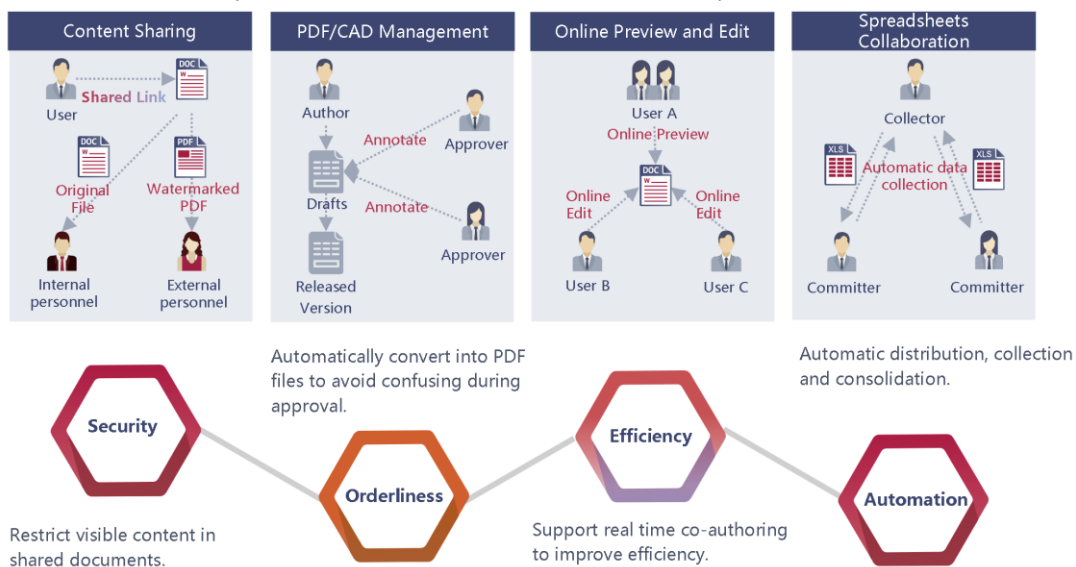 Content Sharing
DOC
W
Shared Link
User
DOC
W
PDF
Original
File
Watermarked
PDF
Internal
personnel
External
personnel
PDF/CAD Management
Author
Annotate
Approver
Drafts
Annotate
Approver
Released
Version
Online Preview and Edit
User A
Online Preview
DOC
W
Online
Edit
Online
Edit
User B
User C
Spreadsheets
Collaboration
Collector
XLS
XLS
Automatic data
collection
Committer
Committer
Automatically convert into PDF
files to avoid confusing during
approval.
Automatic distribution, collection
and consolidation.
Security
Orderliness
Efficiency
Automation
Restrict visible content in
shared documents.
Support real time co-authoring
to improve efficiency.